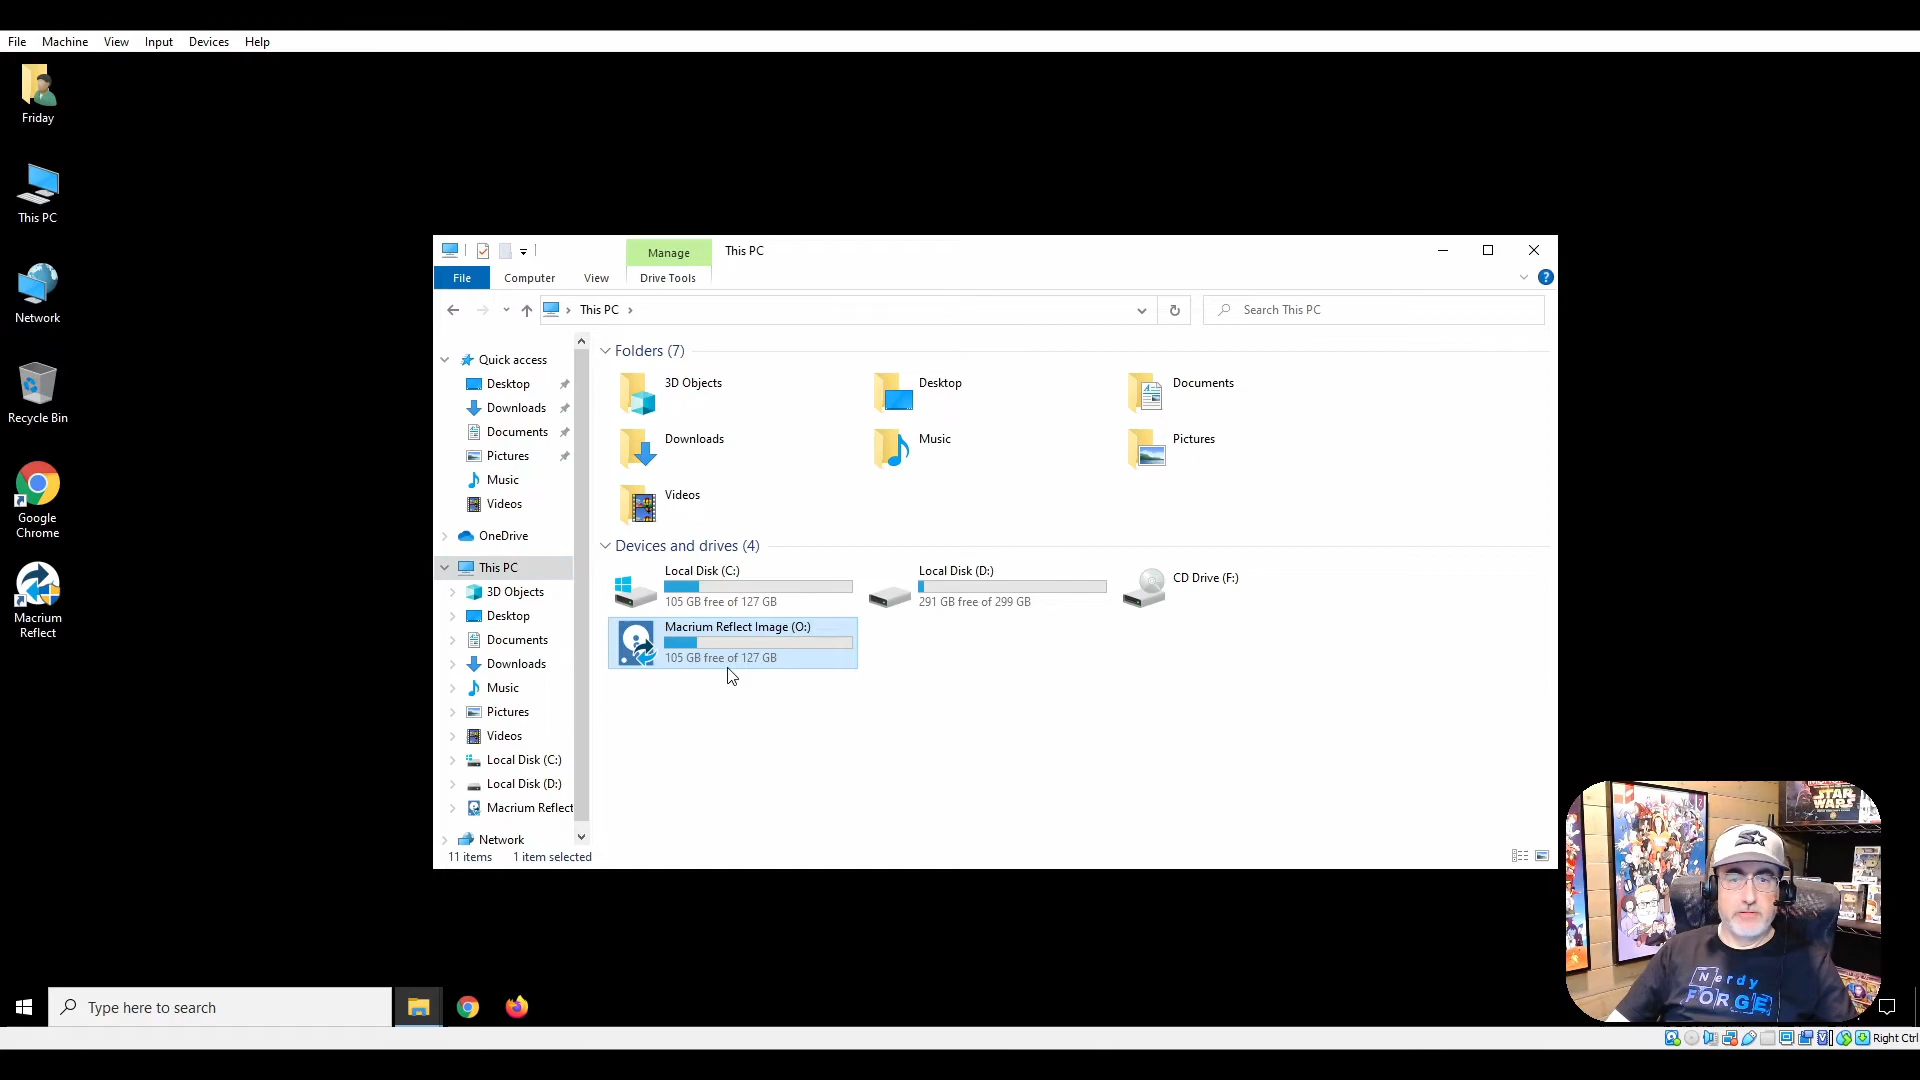 File Machine View Input Devices Help
Friday
This PC
Network
Recycle Bin
Google
Chrome
Macrium
Reflect
Manage This PC
File Computer View Drive Tools
This PC
Search This PC
Quick access
Desktop
Downloads
Documents
Pictures
Music
Videos
OneDrive
This PC
3D Objects
Desktop
Documents
Downloads
Music
Pictures
Videos
Local Disk (C:)
Local Disk (D:)
Macrium Reflect
Network
Folders (7)
3D Objects
Desktop
Documents
Downloads
Music
Pictures
Videos
Devices and drives (4)
Local Disk (C:)
105 GB free of 127 GB
Local Disk (D:)
291 GB free of 299 GB
CD Drive (F:)
Macrium Reflect Image (O:)
105 GB free of 127 GB
11 items 1 item selected
STAR
WARS
Nerdy
FORGE
Type here to search
Right Ctrl